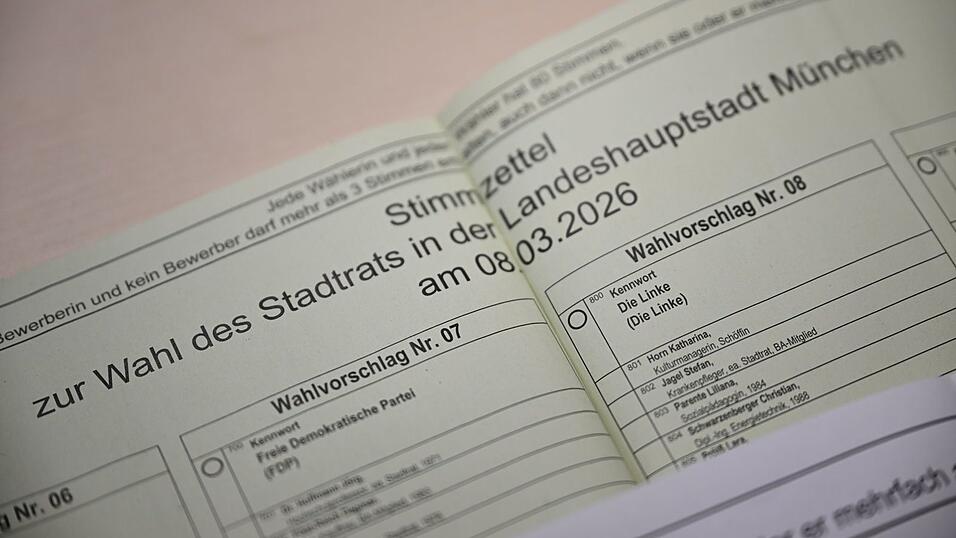 Jede Wählerin und jeder Wähler hat 80 Stimmen.
Bewerberin und kein Bewerber darf mehr als 3 Stimmen auch dann nicht, wenn sie oder er
Stimmzettel
zur Wahl des Stadtrats in der Landeshauptstadt München
am 08.03.2026
g Nr. 06
Wahlvorschlag Nr. 07
700 Kennwort
Freie Demokratische Partei
(FDP)
Wahlvorschlag Nr. 08
800 Kennwort
Die Linke
(Die Linke)
801 Horn Katharina,
Kulturmanagerin, Schöffin
802 Jagel Stefan,
Krankenpfleger, ea. Stadtrat, BA-Mitglied
803 Parente Liliana,
Sozialpädagogin, 1984
804 Schwarzenberger Christian,
Dipl.-Ing. Energietechnik, 1988
805
er mehrfach